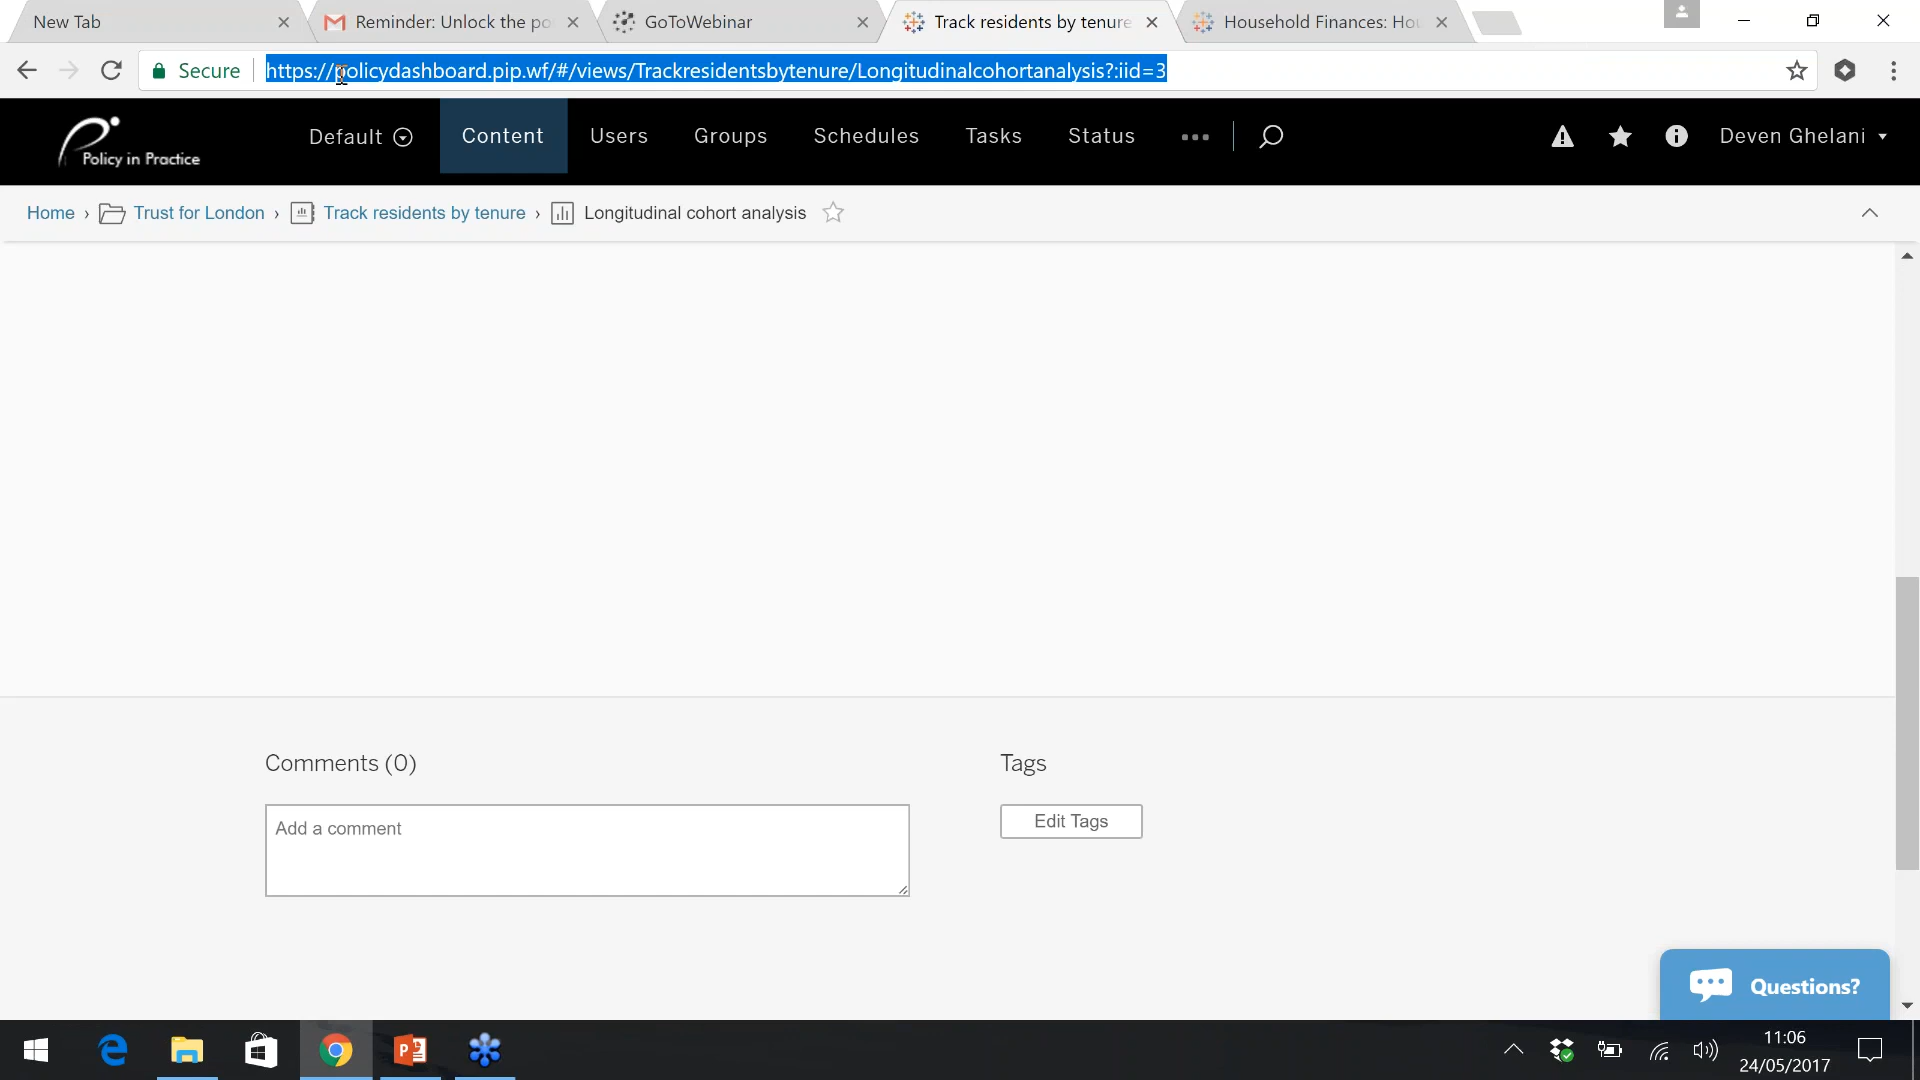 New Tab
Reminder: Unlock the po
GoToWebinar
Track residents by tenure
Household Finances: Hou
Secure
https://policydashboard.pip.wf/#/views/Trackresidentsbytenure/Longitudinalcohortanalysis?:iid=3
Policy in Practice
Default
Content
Users
Groups
Schedules
Tasks
Status
Deven Ghelani
Home › Trust for London › Track residents by tenure › Longitudinal cohort analysis
Comments (0)
Tags
Add a comment
Edit Tags
Questions?
11:06
24/05/2017